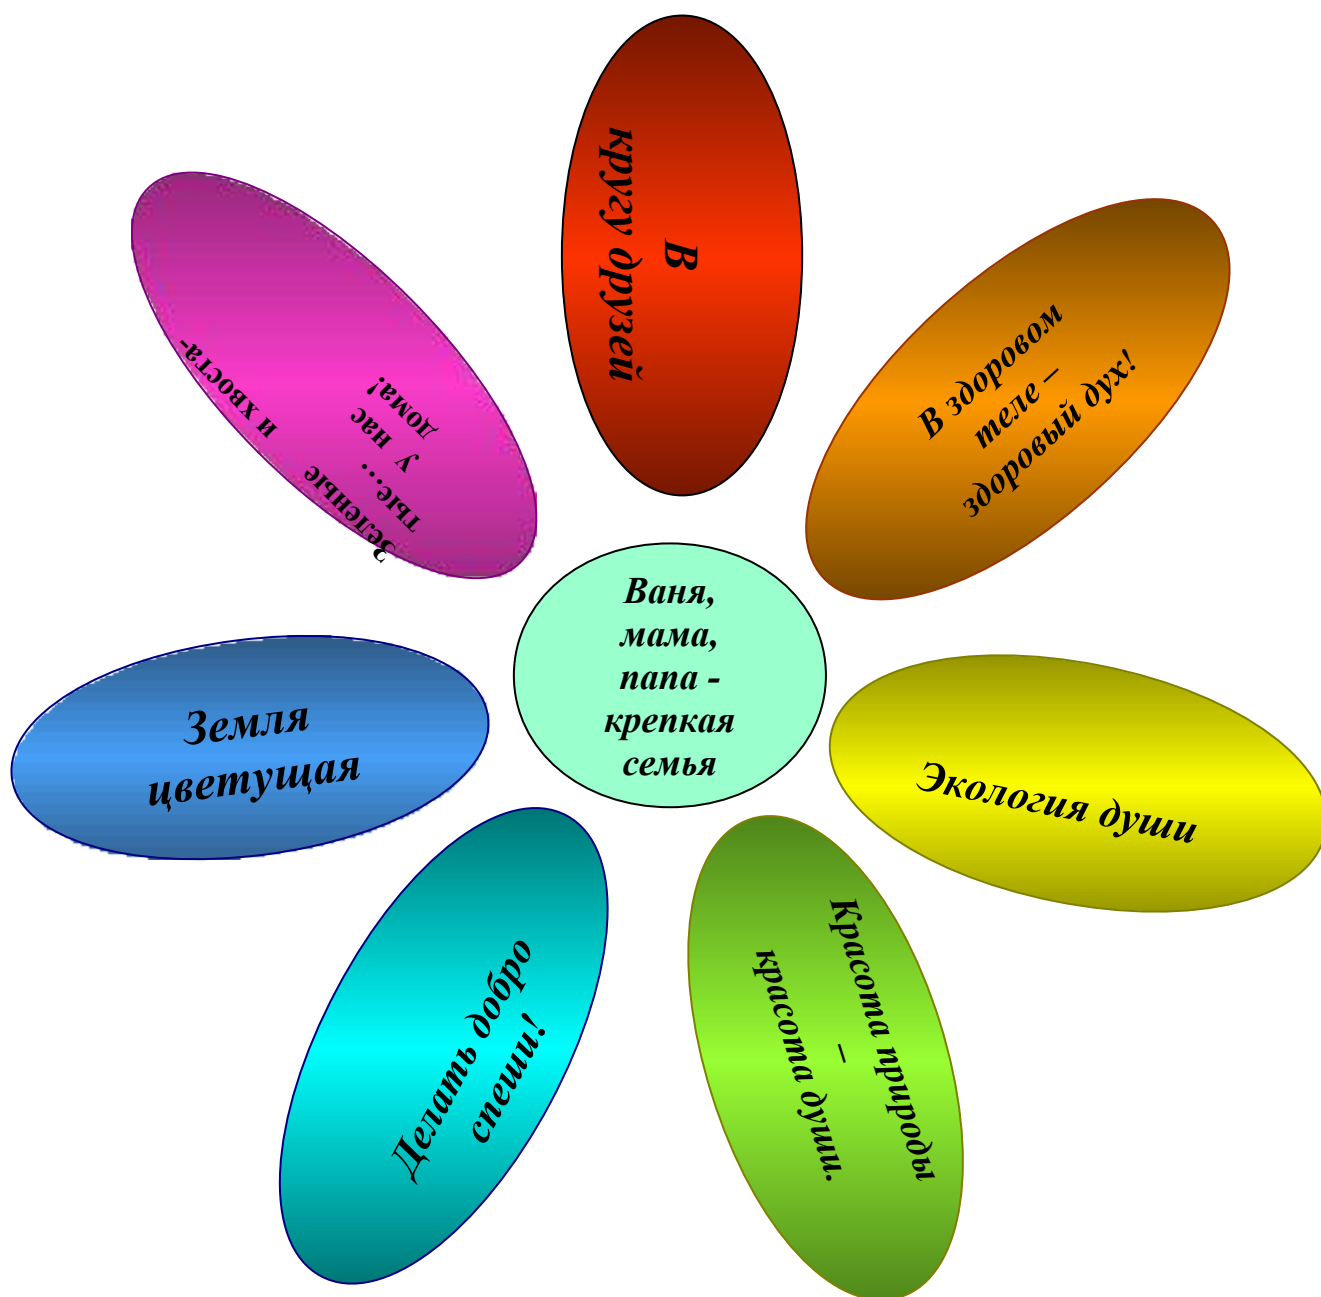 Ваня,
мама,
папа -
крепкая
семья
В
кругу друзей
В здоровом
теле –
здоровый дух!
Экология души
Красота природы
–
красота души.
Делать добро
спеши!
Земля
цветущая
Зеленые
и хвоста-
тые…
у нас
дома!